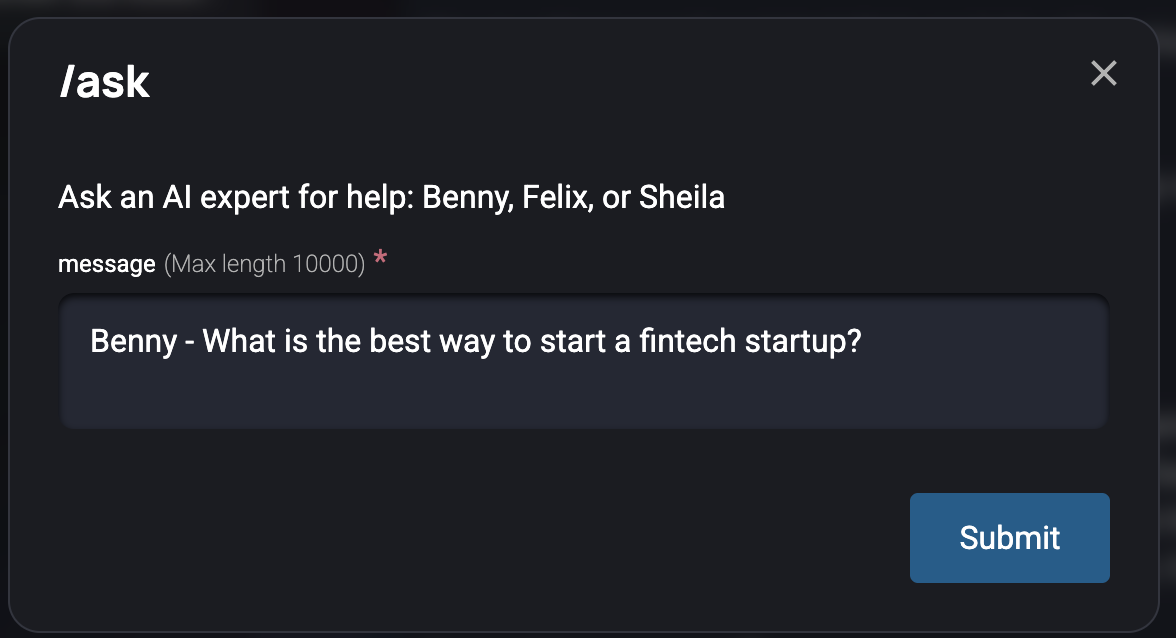 /ask
Ask an AI expert for help: Benny, Felix, or Sheila
message (Max length 10000) *
Benny - What is the best way to start a fintech startup?
Submit